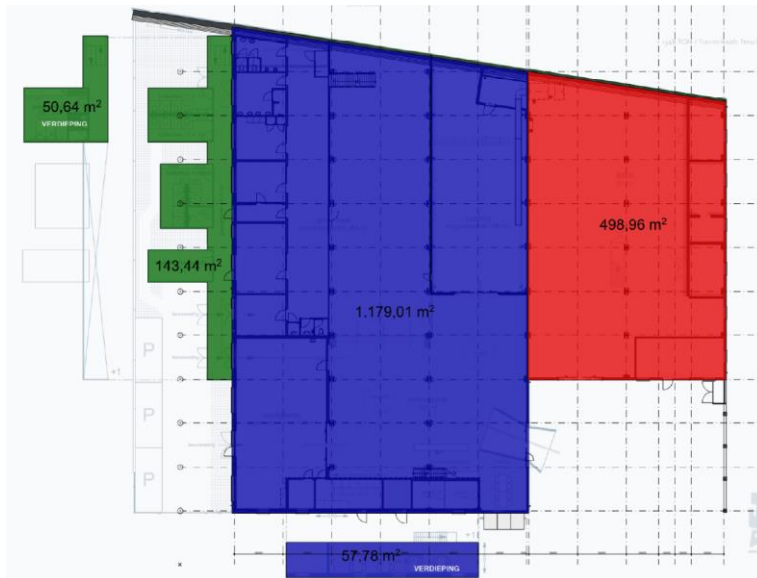 50,64 m²
VERDIEPING
498,96 m²
143,44 m²
1.179,01 m²
P
P
P
57,78 m²
VERDIEPING